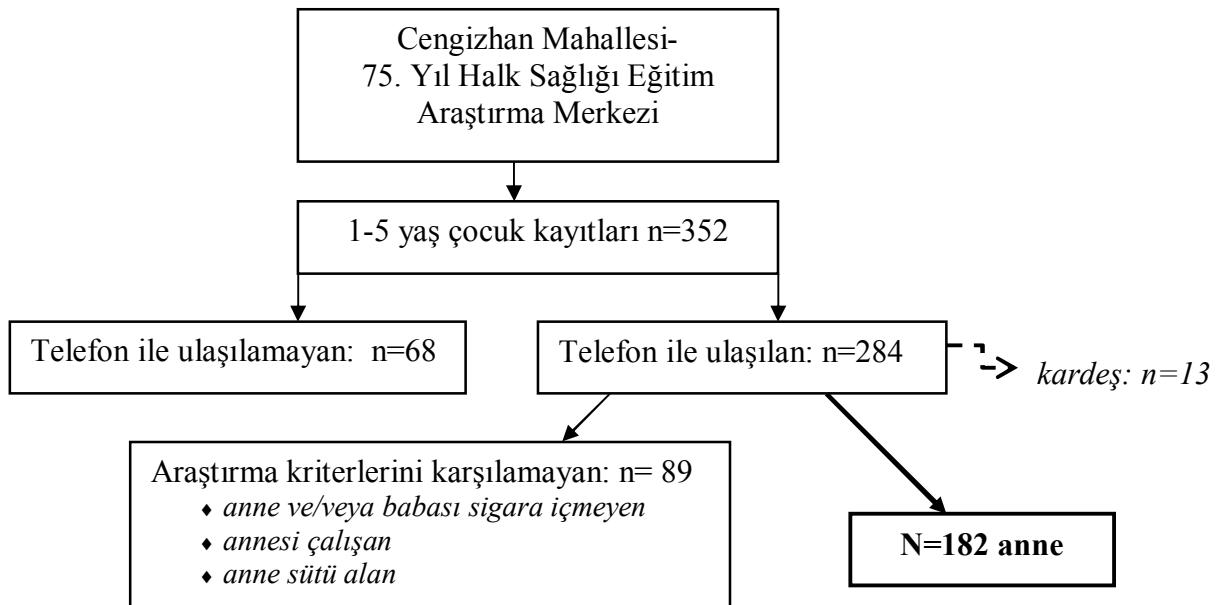 Cengizhan Mahallesi-
75. Yıl Halk Sağlığı Eğitim
Araştırma Merkezi
1-5 yaş çocuk kayıtları n=352
Telefon ile ulaşılamayan:  n=68
Telefon ile ulaşılan: n=284
kardeş: n=13
Araştırma kriterlerini karşılamayan: n= 89
♦ anne ve/veya babası sigara içmeyen
♦ annesi çalışan
♦ anne sütü alan
N=182 anne